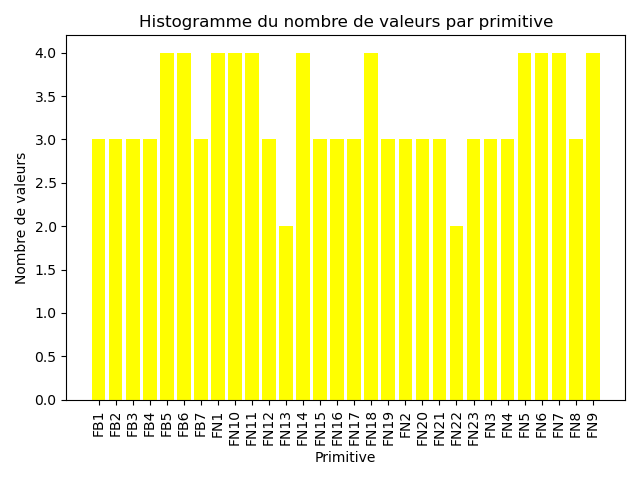 Histogramme du nombre de valeurs par primitive
Nombre de valeurs
4.0
3.5
3.0
2.5
2.0
1.5
1.0
0.5
0.0
FB1
FB2
FB3
FB4
FB5
FB6
FB7
FN1
FN10
FN11
FN12
FN13
FN14
FN15
FN16
FN17
FN18
FN19
FN2
FN20
FN21
FN22
FN23
FN3
FN4
FN5
FN6
FN7
FN8
FN9
Primitive